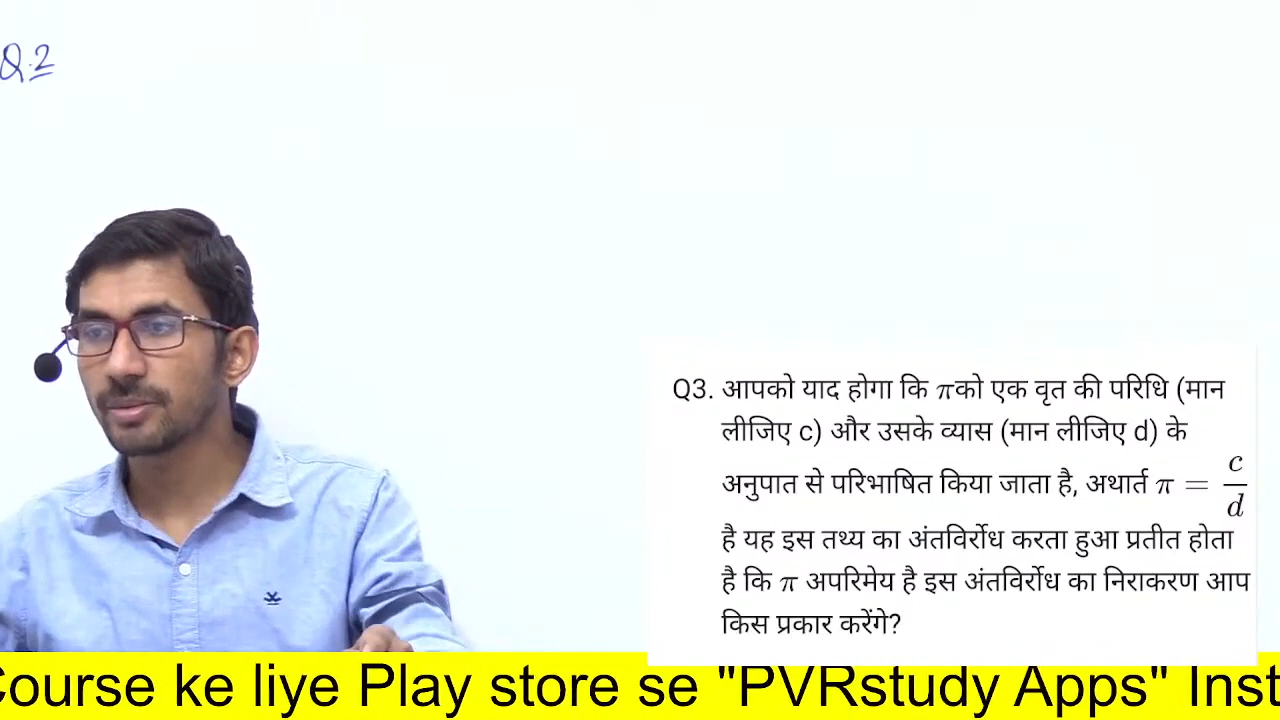 Q.2
Q3. आपको याद होगा कि π को एक वृत की परिधि (मान
लीजिए c) और उसके व्यास (मान लीजिए d) के
अनुपात से परिभाषित किया जाता है, अथार्त π = c/d
है यह इस तथ्य का अंतविर्रोध करता हुआ प्रतीत होता
है कि π अपरिमेय है इस अंतविर्रोध का निराकरण आप
किस प्रकार करेंगे?
Course ke liye Play store se "PVRstudy Apps" Inst